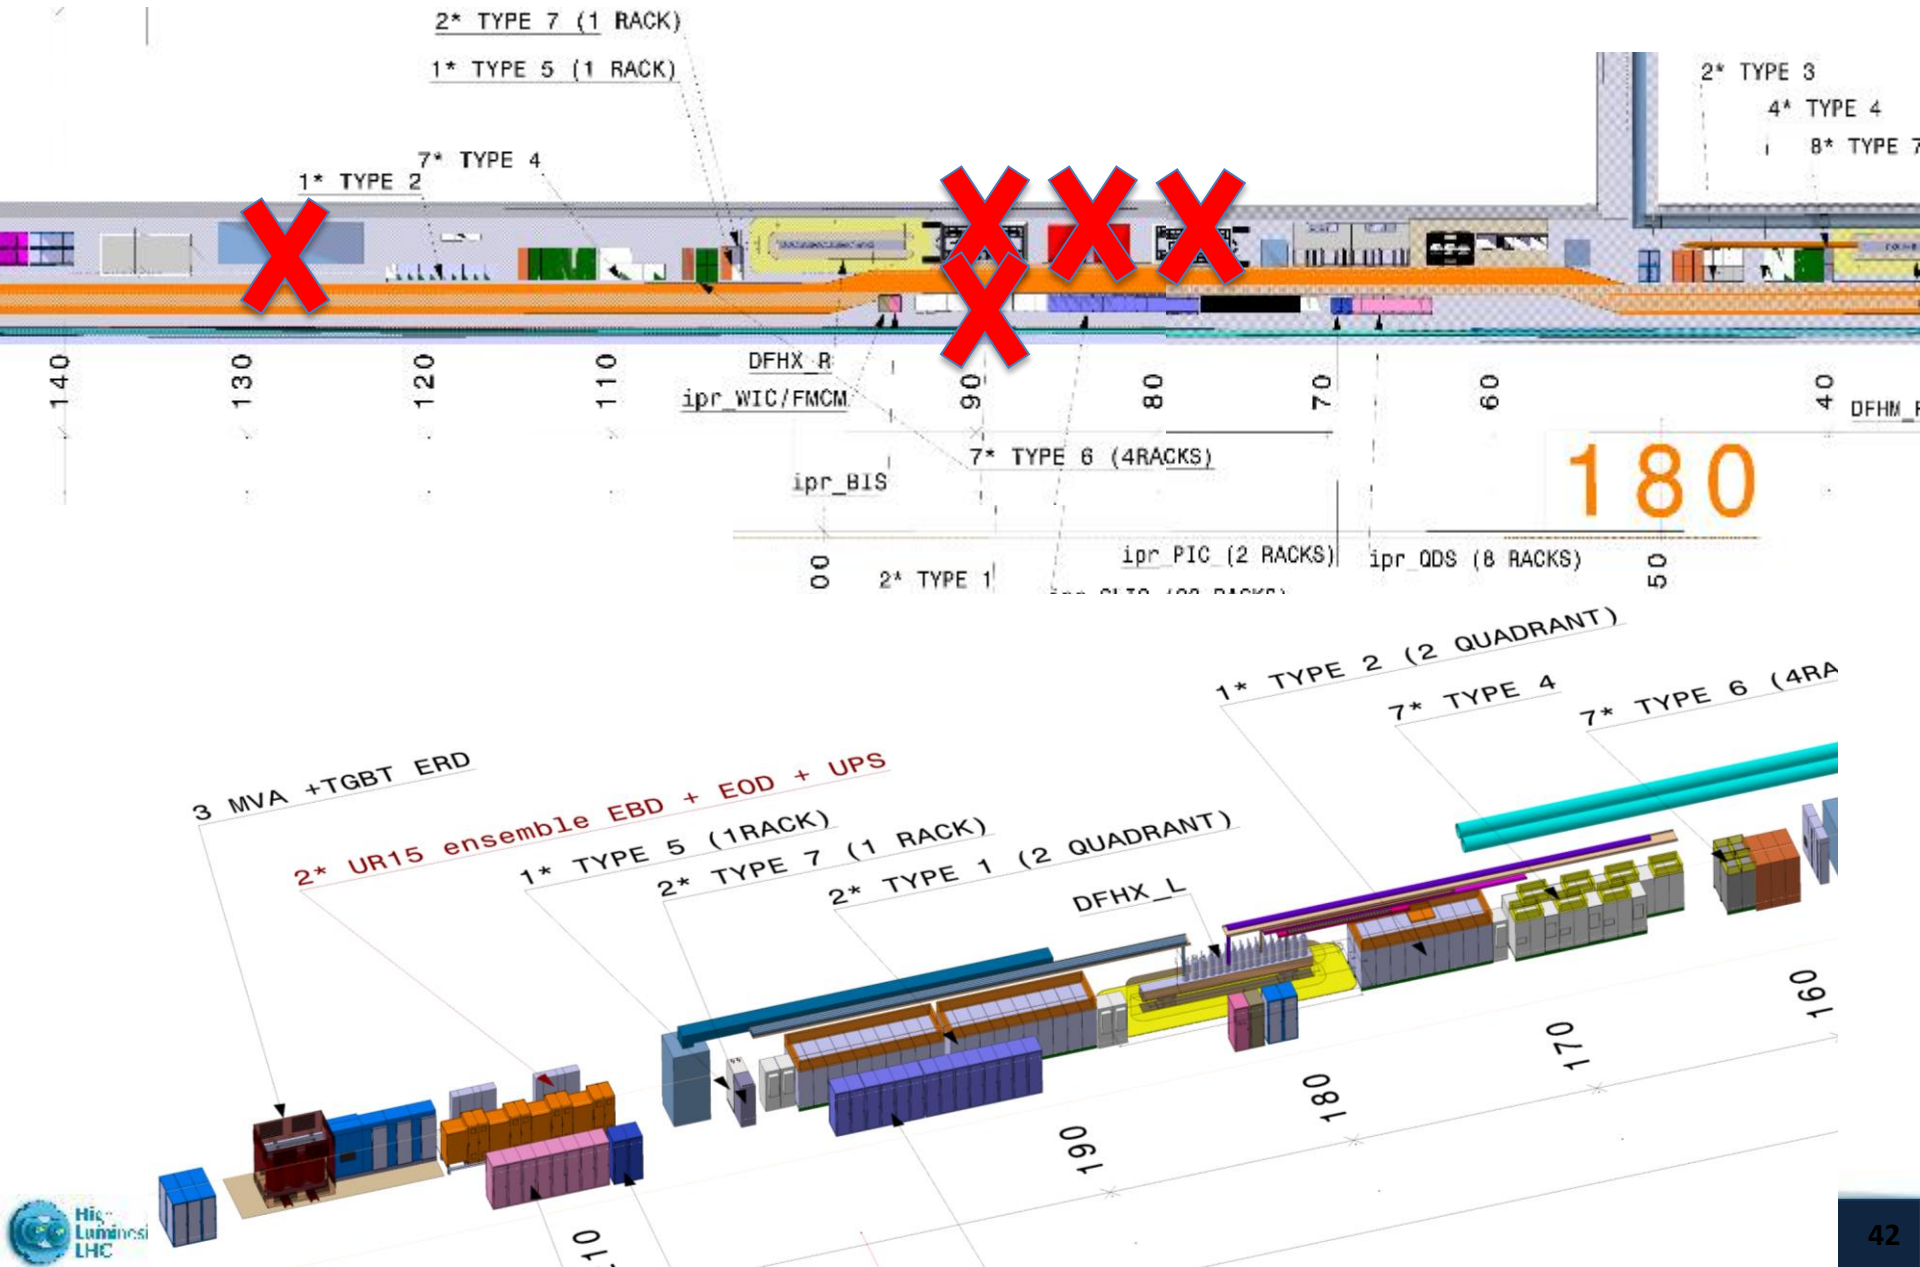 2* TYPE 7 (1 RACK)
1* TYPE 5 (1 RACK)
7* TYPE 4
1* TYPE 2
2* TYPE 3
4* TYPE 4
8* TYPE 7
140
130
120
110
90
80
70
60
40
DFHX_R
ipr_WIC/FMCM
DFHM_
7* TYPE 6 (4RACKS)
ipr_BIS
180
ipr_PIC (2 RACKS)
ipr_QDS (8 RACKS)
2* TYPE 1
00
50
1* TYPE 2 (2 QUADRANT)
7* TYPE 4
7* TYPE 6 (4RA
3 MVA +TGBT ERD
2* UR15 ensemble EBD + EOD + UPS
1* TYPE 5 (1RACK)
2* TYPE 7 (1 RACK)
2* TYPE 1 (2 QUADRANT)
DFHX_L
160
170
180
190
10
Luminosi
LHC
42